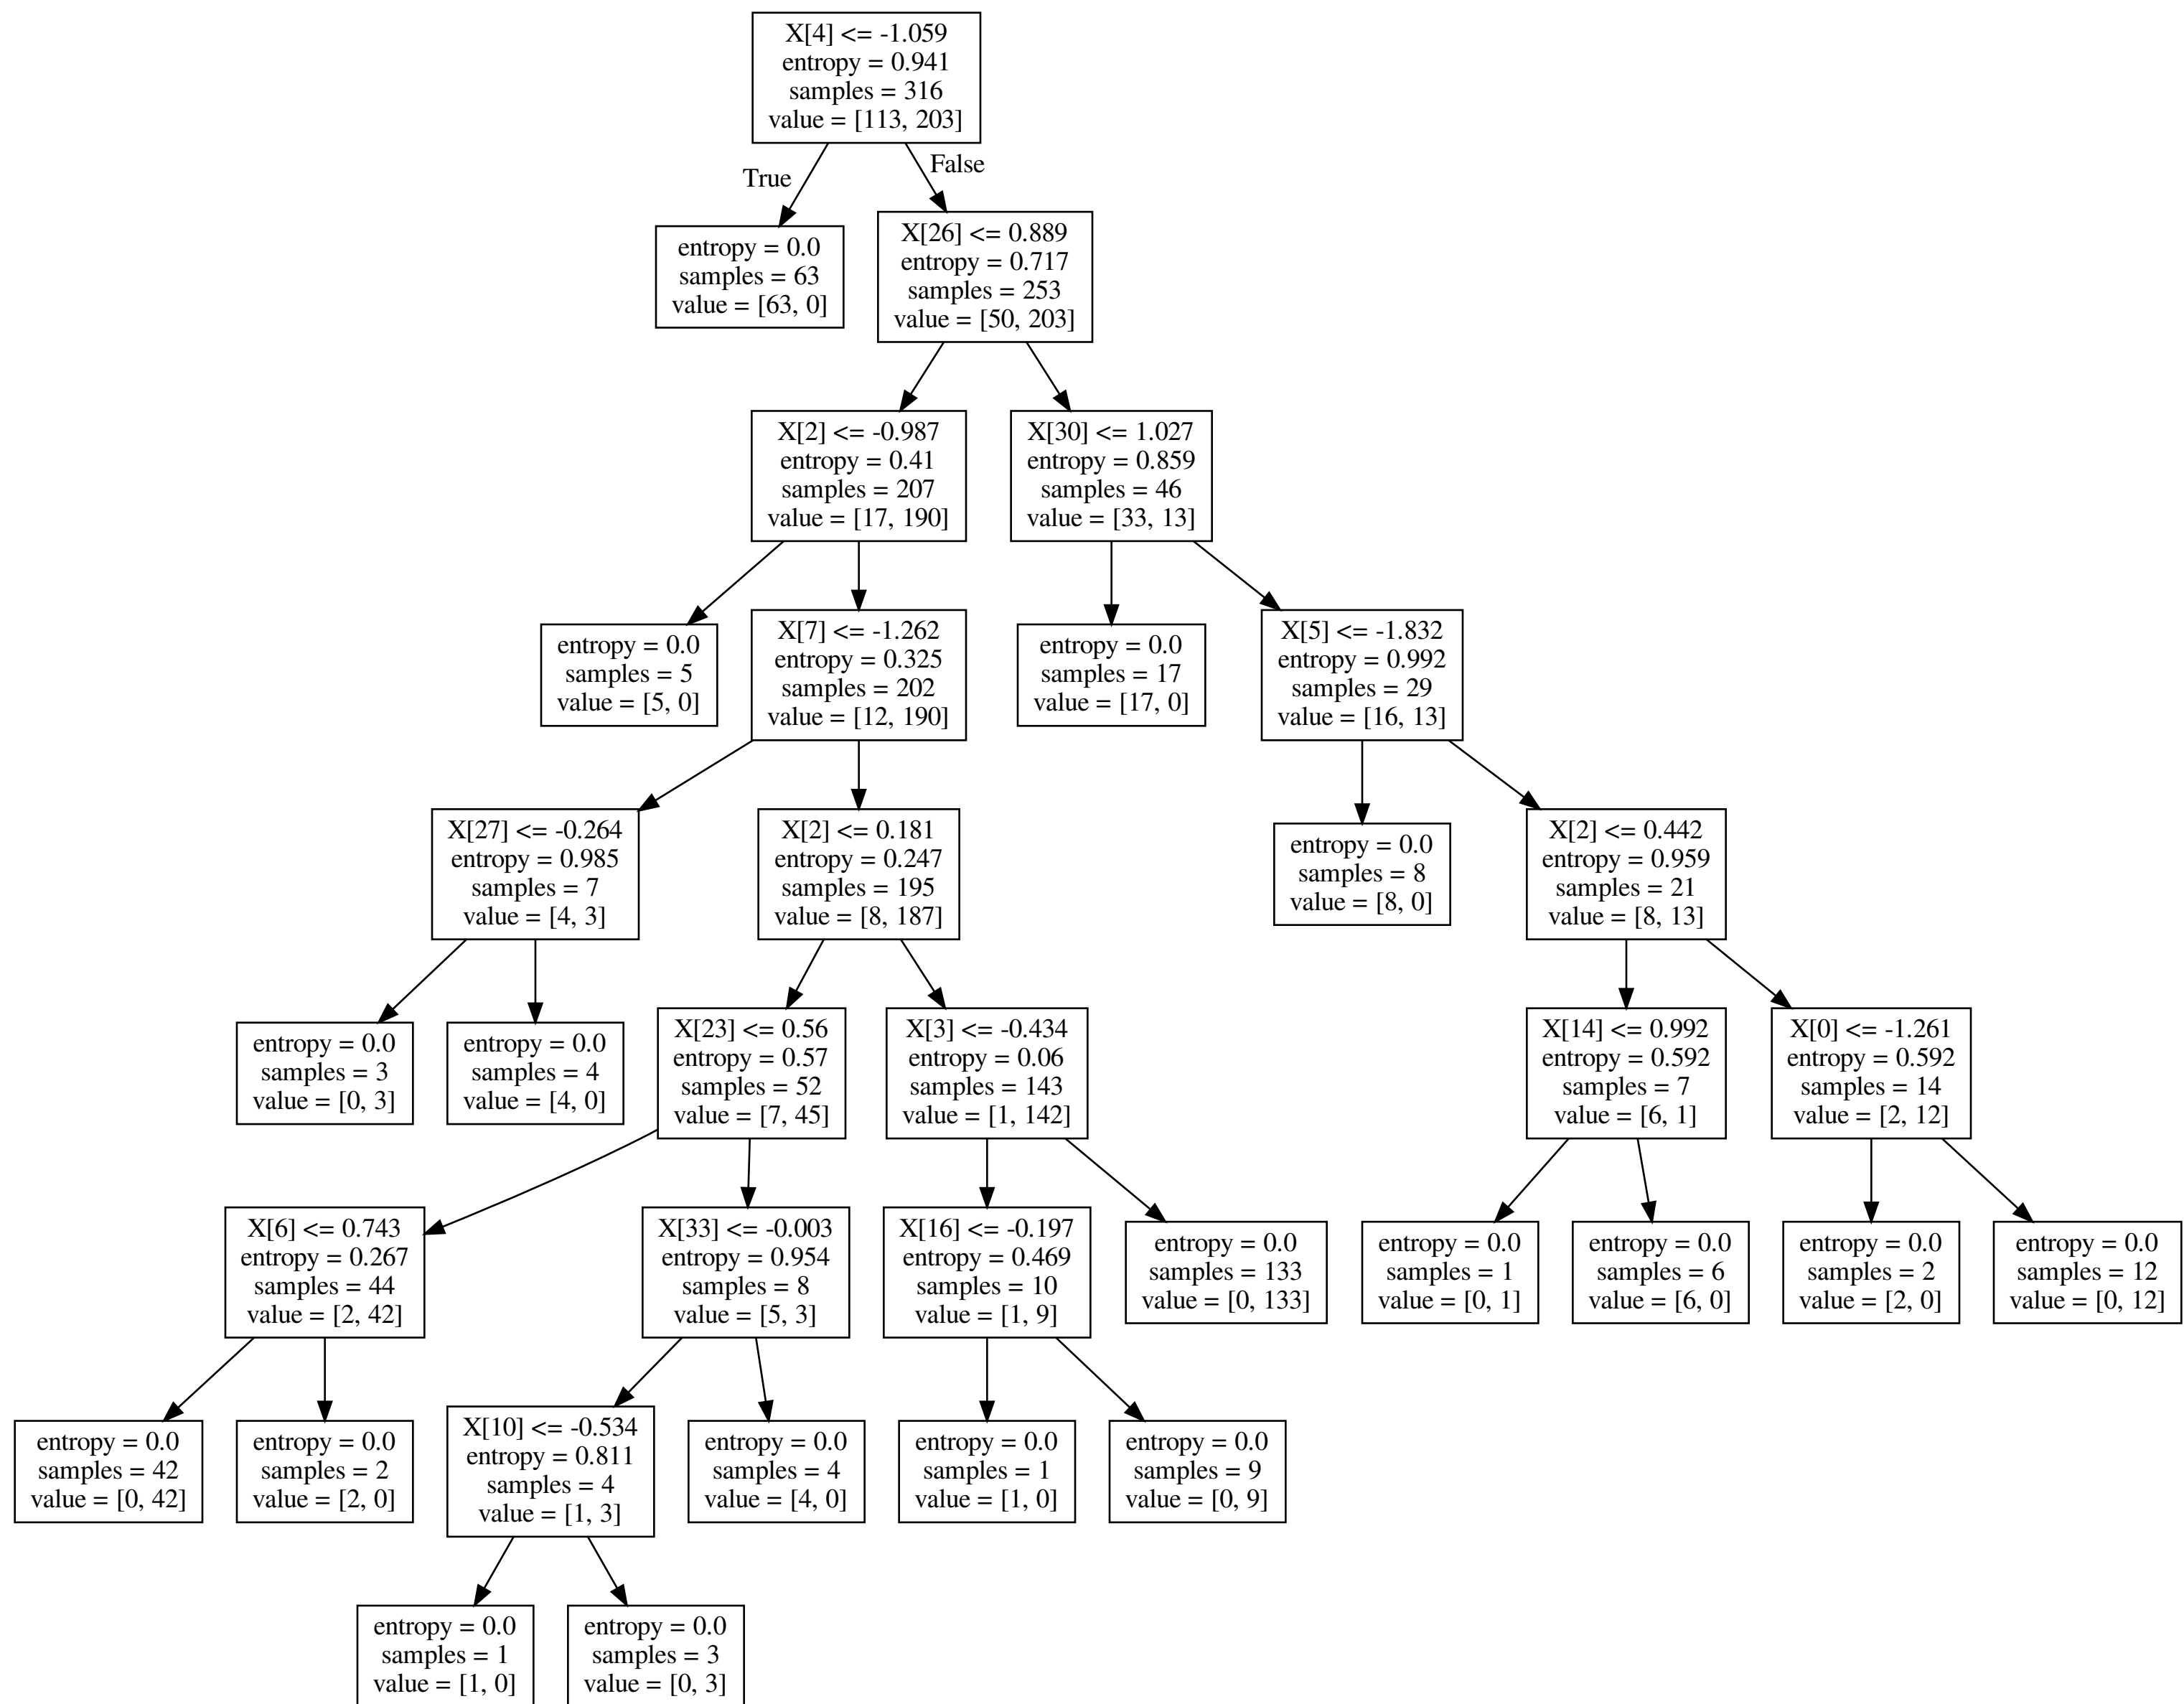 X[4] <= -1.059
entropy = 0.941
samples = 316
value = [113, 203]
True
False
entropy = 0.0
samples = 63
value = [63, 0]
X[26] <= 0.889
entropy = 0.717
samples = 253
value = [50, 203]
X[2] <= -0.987
entropy = 0.41
samples = 207
value = [17, 190]
X[30] <= 1.027
entropy = 0.859
samples = 46
value = [33, 13]
entropy = 0.0
samples = 5
value = [5, 0]
X[7] <= -1.262
entropy = 0.325
samples = 202
value = [12, 190]
entropy = 0.0
samples = 17
value = [17, 0]
X[5] <= -1.832
entropy = 0.992
samples = 29
value = [16, 13]
X[27] <= -0.264
entropy = 0.985
samples = 7
value = [4, 3]
X[2] <= 0.181
entropy = 0.247
samples = 195
value = [8, 187]
entropy = 0.0
samples = 8
value = [8, 0]
X[2] <= 0.442
entropy = 0.959
samples = 21
value = [8, 13]
entropy = 0.0
samples = 3
value = [0, 3]
entropy = 0.0
samples = 4
value = [4, 0]
X[23] <= 0.56
entropy = 0.57
samples = 52
value = [7, 45]
X[3] <= -0.434
entropy = 0.06
samples = 143
value = [1, 142]
X[14] <= 0.992
entropy = 0.592
samples = 7
value = [6, 1]
X[0] <= -1.261
entropy = 0.592
samples = 14
value = [2, 12]
X[6] <= 0.743
entropy = 0.267
samples = 44
value = [2, 42]
X[33] <= -0.003
entropy = 0.954
samples = 8
value = [5, 3]
X[16] <= -0.197
entropy = 0.469
samples = 10
value = [1, 9]
entropy = 0.0
samples = 133
value = [0, 133]
entropy = 0.0
samples = 1
value = [0, 1]
entropy = 0.0
samples = 6
value = [6, 0]
entropy = 0.0
samples = 2
value = [2, 0]
entropy = 0.0
samples = 12
value = [0, 12]
entropy = 0.0
samples = 42
value = [0, 42]
entropy = 0.0
samples = 2
value = [2, 0]
X[10] <= -0.534
entropy = 0.811
samples = 4
value = [1, 3]
entropy = 0.0
samples = 4
value = [4, 0]
entropy = 0.0
samples = 1
value = [1, 0]
entropy = 0.0
samples = 9
value = [0, 9]
entropy = 0.0
samples = 1
value = [1, 0]
entropy = 0.0
samples = 3
value = [0, 3]